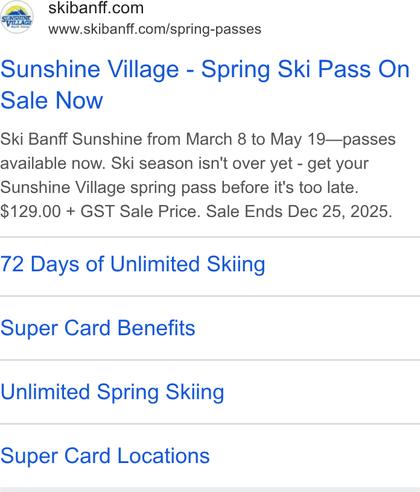 SUNSHINE
VILLAGE
skibanff.com
www.skibanff.com/spring-passes
Sunshine Village - Spring Ski Pass On
Sale Now
Ski Banff Sunshine from March 8 to May 19—passes
available now. Ski season isn't over yet - get your
Sunshine Village spring pass before it's too late.
$129.00 + GST Sale Price. Sale Ends Dec 25, 2025.
72 Days of Unlimited Skiing
Super Card Benefits
Unlimited Spring Skiing
Super Card Locations